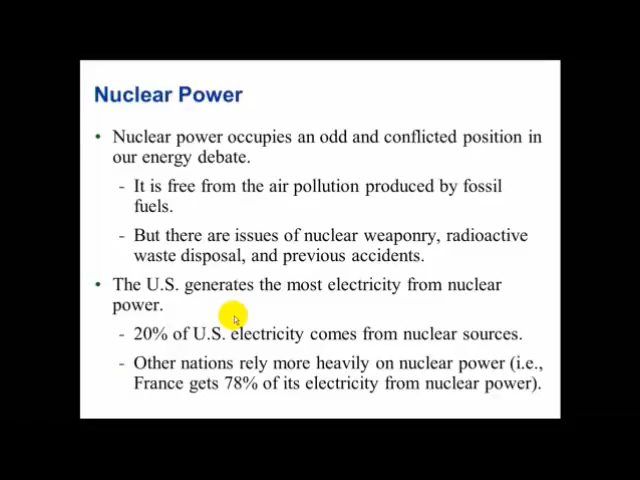 Nuclear Power
• Nuclear power occupies an odd and conflicted position in
our energy debate.
- It is free from the air pollution produced by fossil
fuels.
- But there are issues of nuclear weaponry, radioactive
waste disposal, and previous accidents.
• The U.S. generates the most electricity from nuclear
power.
- 20% of U.S. electricity comes from nuclear sources.
- Other nations rely more heavily on nuclear power (i.e.,
France gets 78% of its electricity from nuclear power).